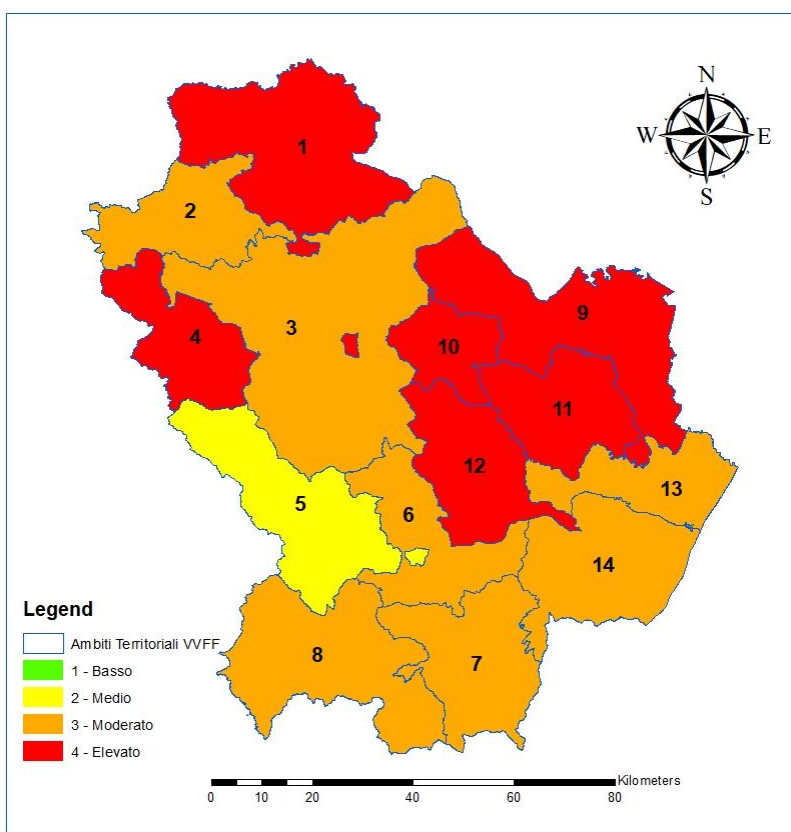 N
W E
S
1
2
3
4
9
10
11
12
5
6
13
14
8
7
Legend
Ambiti Territoriali VVFF
1 - Basso
2 - Medio
3 - Moderato
4 - Elevato
Kilometers
0 10 20 40 60 80